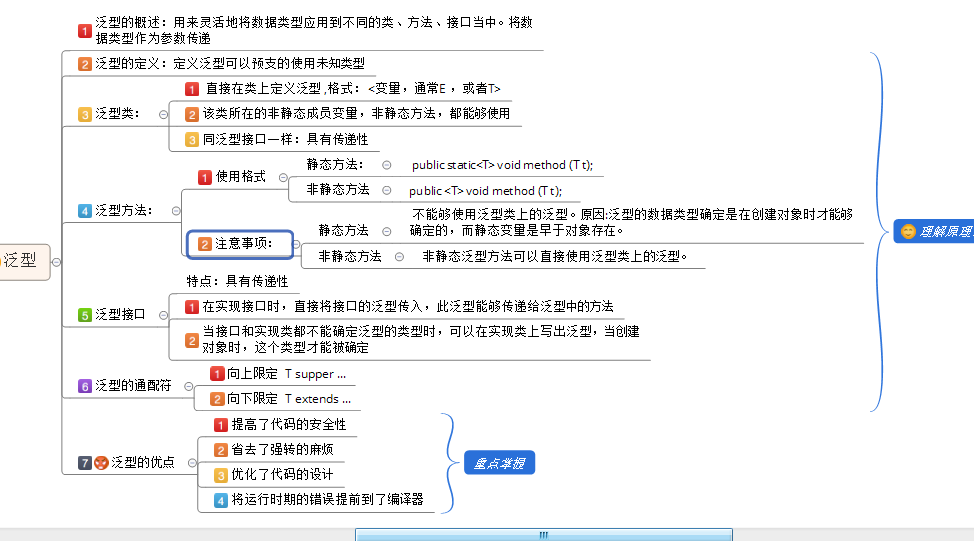 泛型
1 泛型的概述：用来灵活地将数据类型应用到不同的类、方法、接口当中。将数
据类型作为参数传递
2 泛型的定义：定义泛型可以预支的使用未知类型
3 泛型类：
1 直接在类上定义泛型 ,格式：<变量，通常E ，或者T>
2 该类所在的非静态成员变量，非静态方法，都能够使用
3 同泛型接口一样：具有传递性
4 泛型方法：
1 使用格式
静态方法： public static<T> void method (T t);
非静态方法 public <T> void method (T t);
2 注意事项：
静态方法 不能够使用泛型类上的泛型。原因:泛型的数据类型确定是在创建对象时才能够
确定的，而静态变量是早于对象存在。
非静态方法 非静态泛型方法可以直接使用泛型类上的泛型。
5 泛型接口
特点：具有传递性
1 在实现接口时，直接将接口的泛型传入，此泛型能够传递给泛型中的方法
2 当接口和实现类都不能确定泛型的类型时，可以在实现类上写出泛型，当创建
对象时，这个类型才能被确定
6 泛型的通配符
1 向上限定 T supper ...
2 向下限定 T extends ...
7 泛型的优点
1 提高了代码的安全性
2 省去了强转的麻烦
3 优化了代码的设计
4 将运行时期的错误提前到了编译器
重点掌握
理解原理